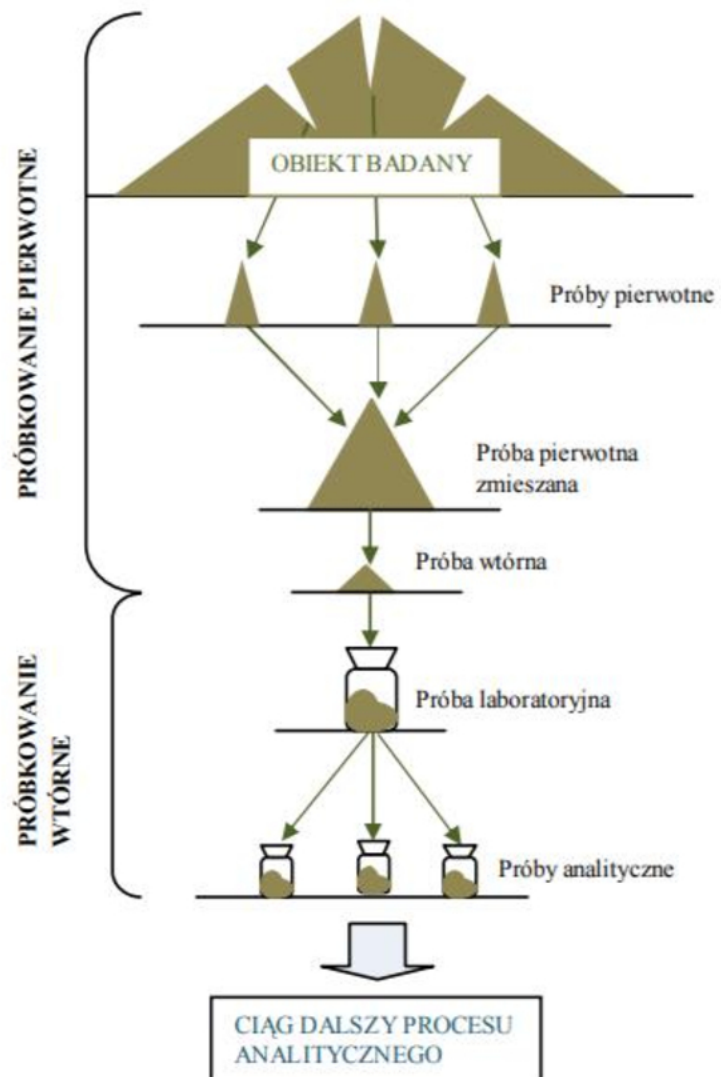 PRÓBKOWANIE PIERWOTNE
OBIEKT BADANY
Próby pierwotne
Próba pierwotna
zmieszana
Próba wtórna
PRÓBKOWANIE
WTÓRNE
Próba laboratoryjna
Próby analityczne
CIĄG DALSZY PROCESU
ANALITYCZNEGO